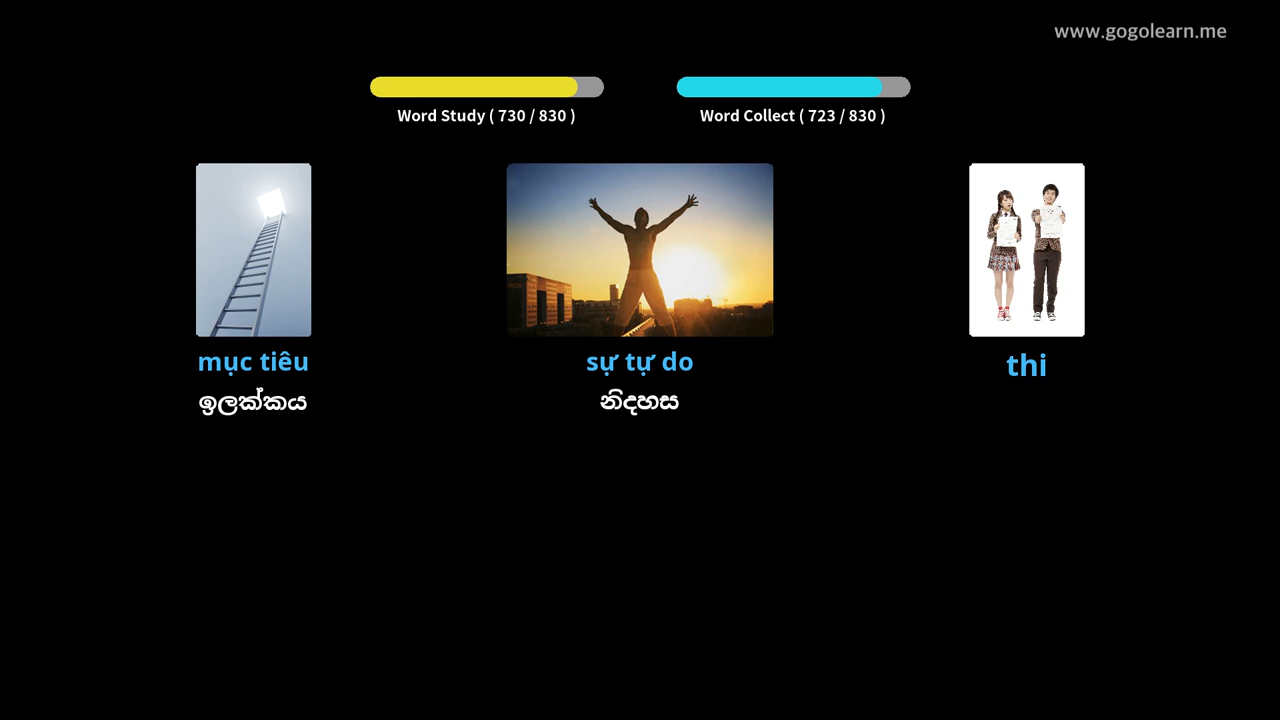 www.gogolearn.me
Word Study ( 730 / 830 )
Word Collect ( 723 / 830 )
mục tiêu
ඉලක්කය
sự tự do
නිදහස
thi